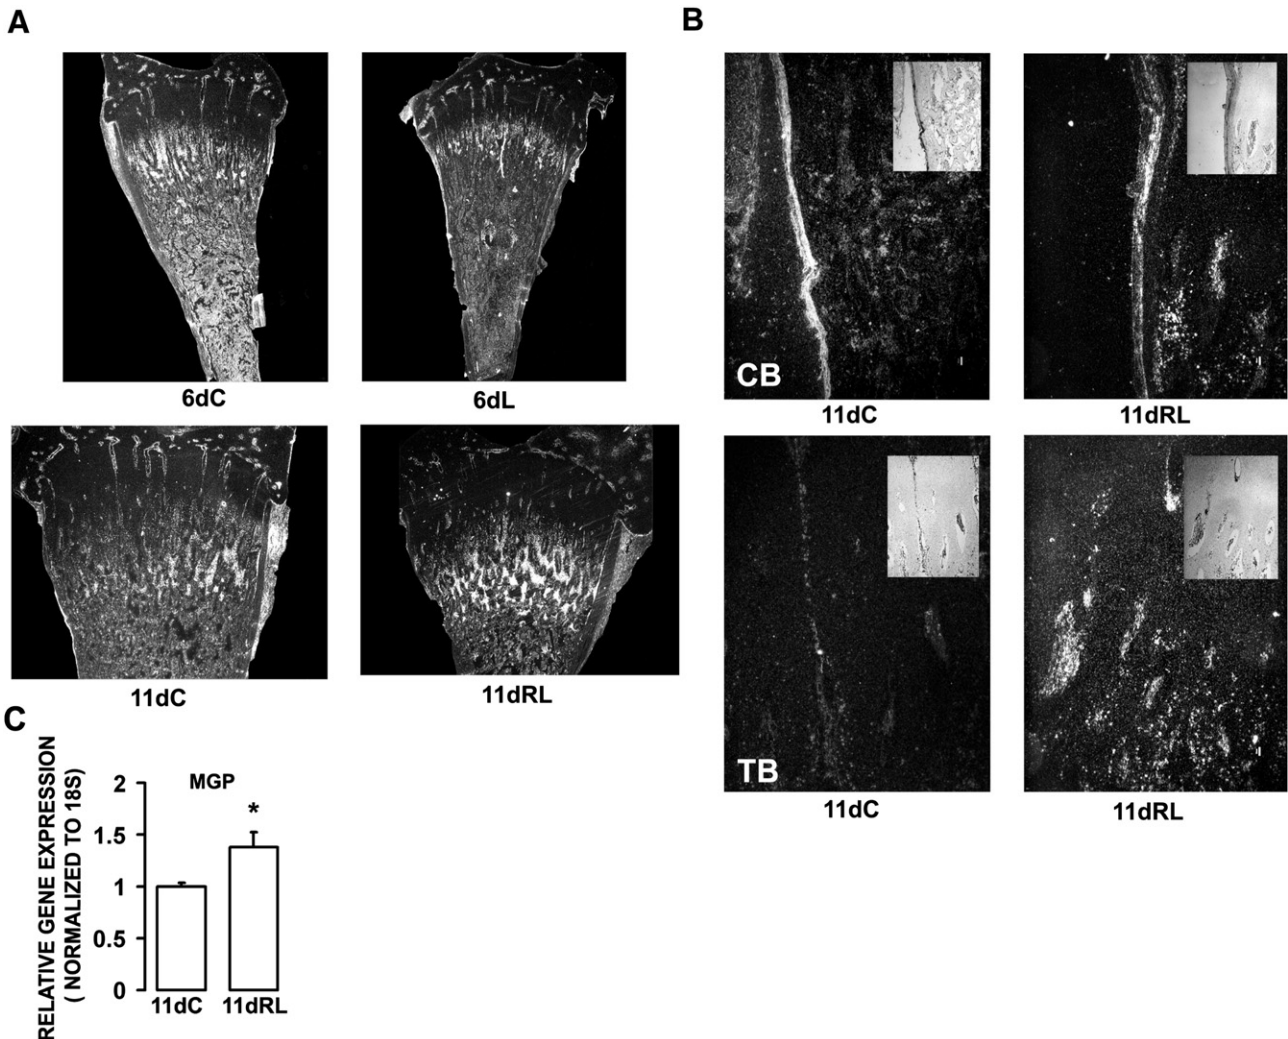 A
B
6dC
6dL
CB
11dC
11dRL
11dC
11dRL
TB
11dC
11dRL
C
RELATIVE GENE EXPRESSION
( NORMALIZED TO 18S)
MGP
2
*
1.5
1
0.5
0
11dC
11dRL